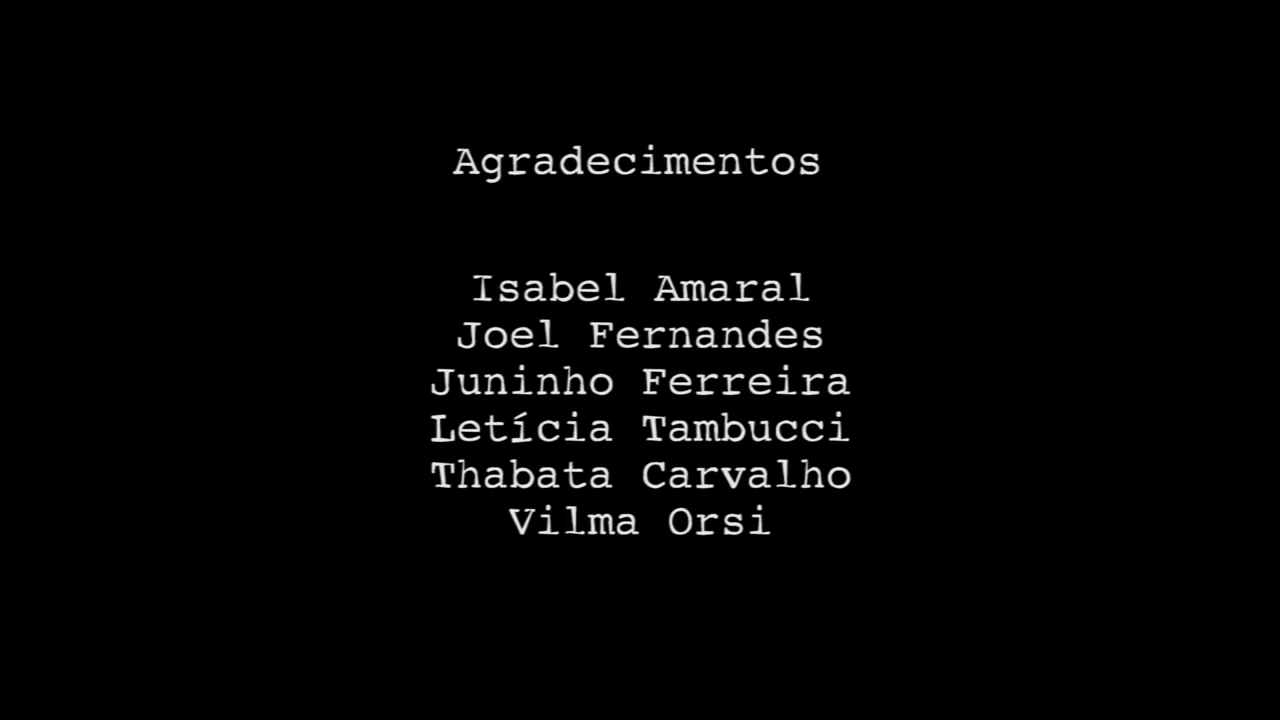 Agradecimentos
Isabel Amaral
Joel Fernandes
Juninho Ferreira
Letícia Tambucci
Thabata Carvalho
Vilma Orsi